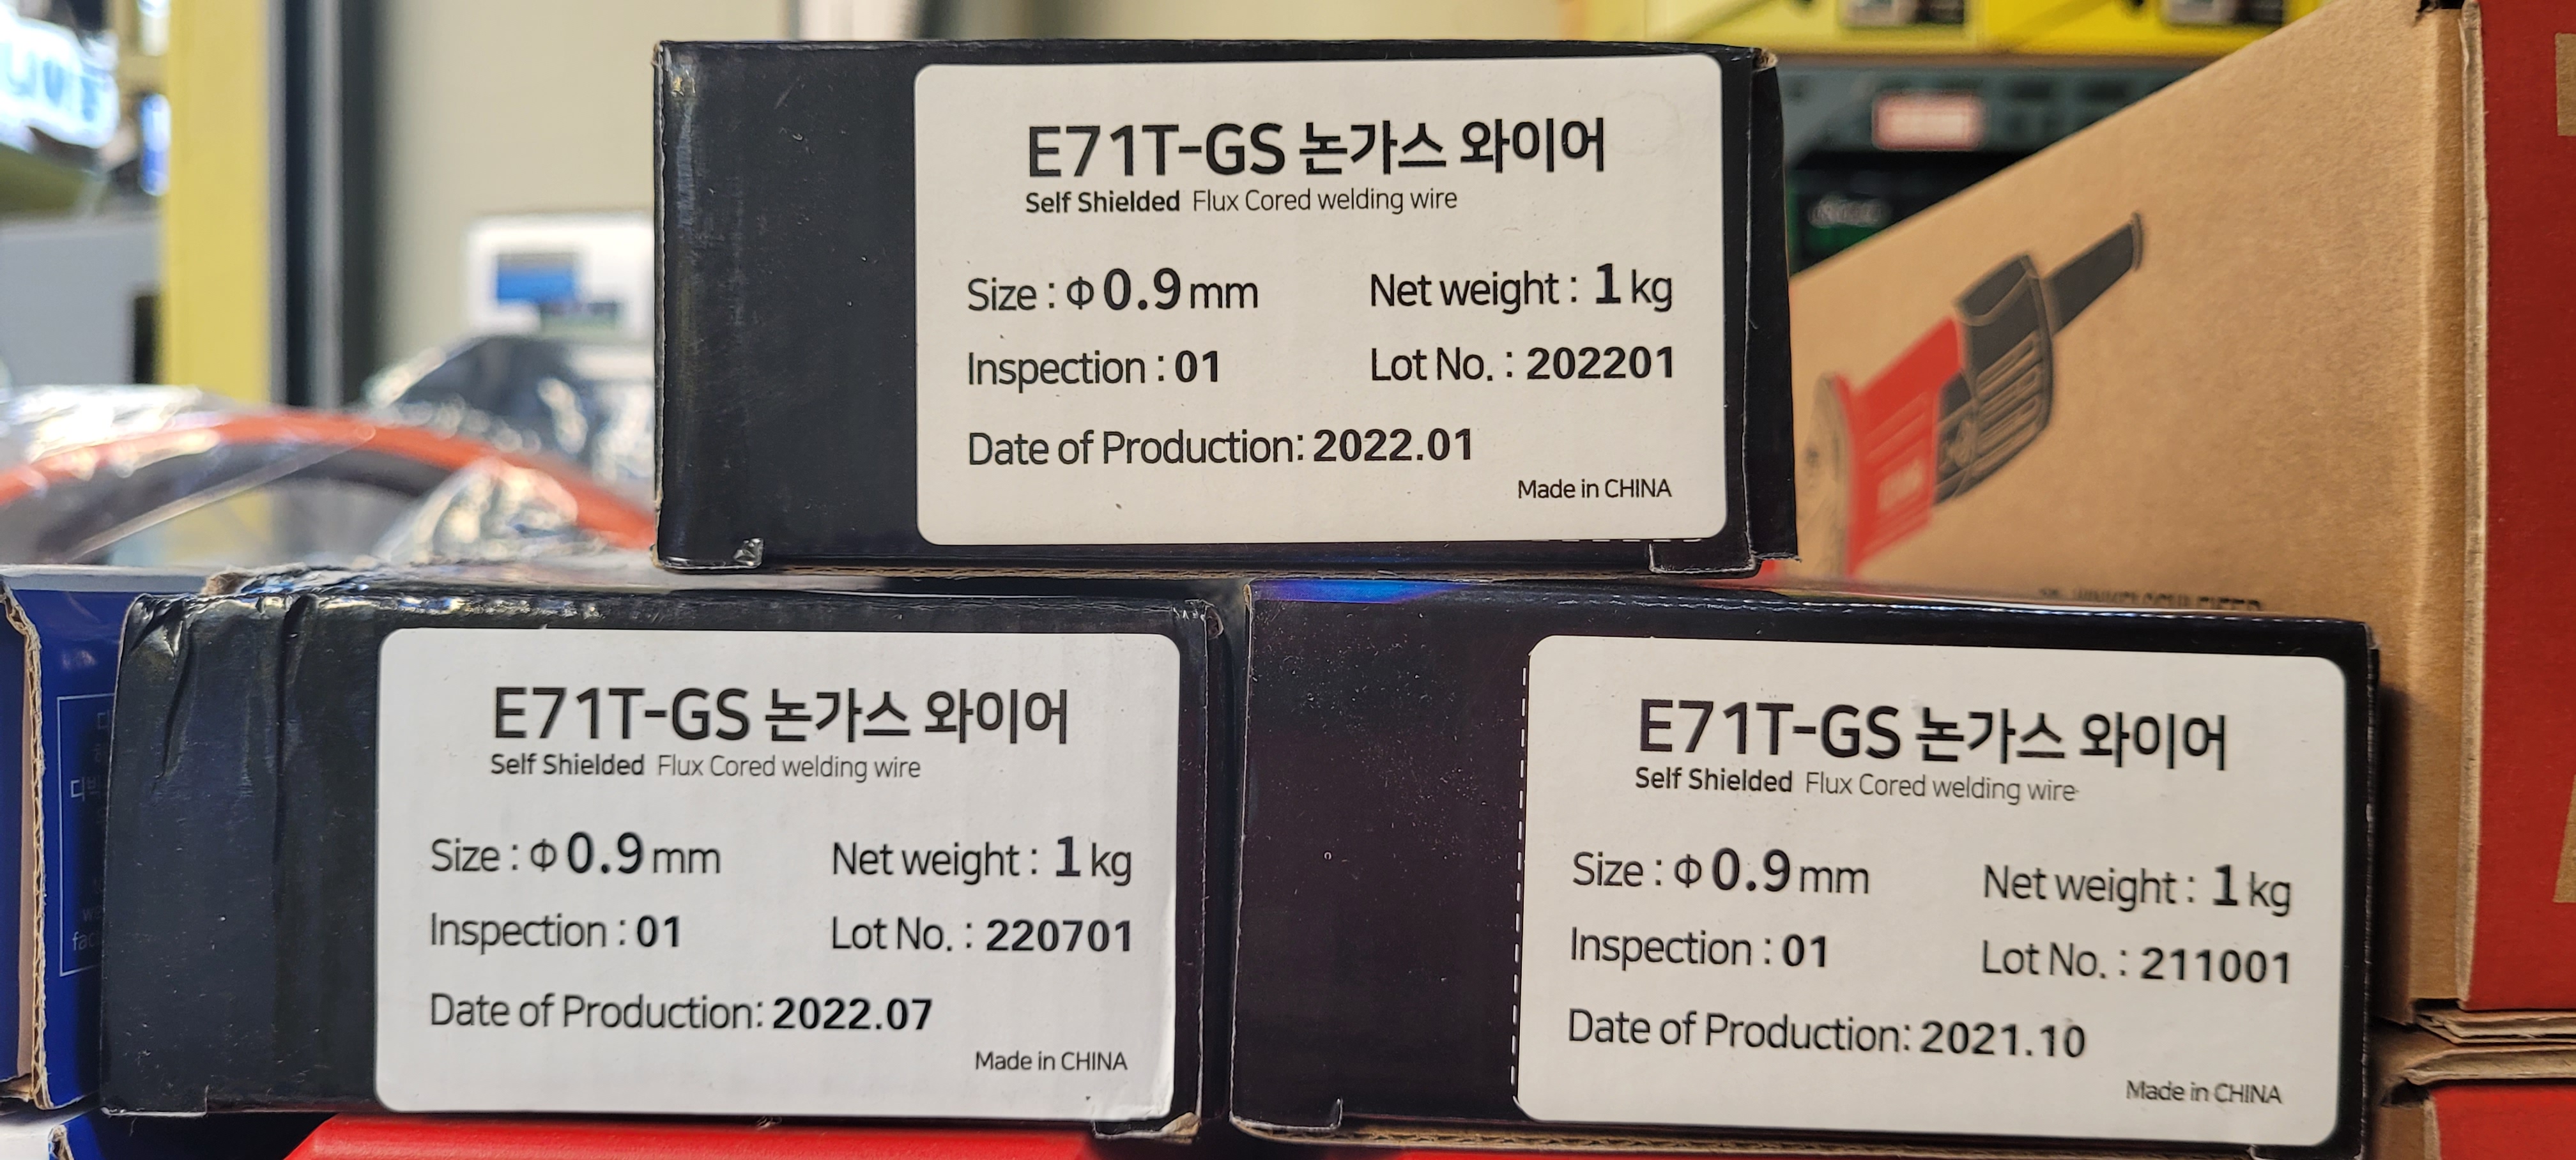 E71T-GS 논가스 와이어
Self Shielded Flux Cored welding wire
Size : Φ 0.9 mm Net weight : 1 kg
Inspection : 01 Lot No. : 202201
Date of Production: 2022.01
Made in CHINA
E71T-GS 논가스 와이어
Self Shielded Flux Cored welding wire
Size : Φ 0.9 mm Net weight : 1 kg
Inspection : 01 Lot No. : 220701
Date of Production: 2022.07
Made in CHINA
E71T-GS 논가스 와이어
Self Shielded Flux Cored welding wire
Size : Φ 0.9 mm Net weight : 1 kg
Inspection : 01 Lot No. : 211001
Date of Production: 2021.10
Made in CHINA